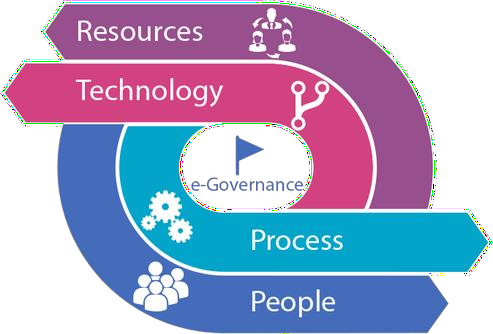 Resources
Technology
e-Governance
Process
People